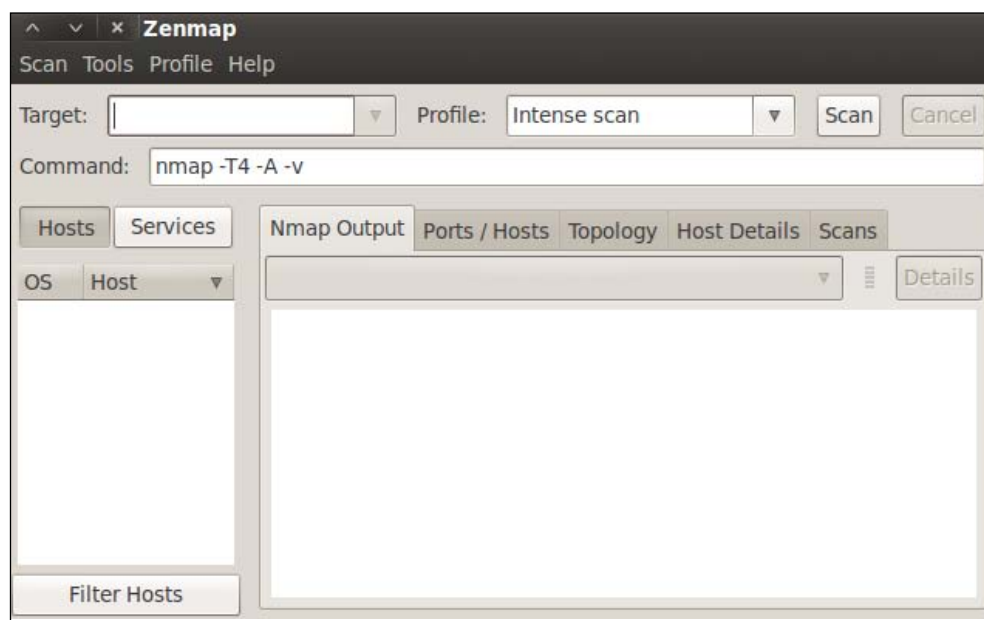 Zenmap
Scan Tools Profile Help
Target: Profile: Intense scan Scan Cancel
Command: nmap -T4 -A -v
Hosts Services Nmap Output Ports / Hosts Topology Host Details Scans
OS Host Details
Filter Hosts